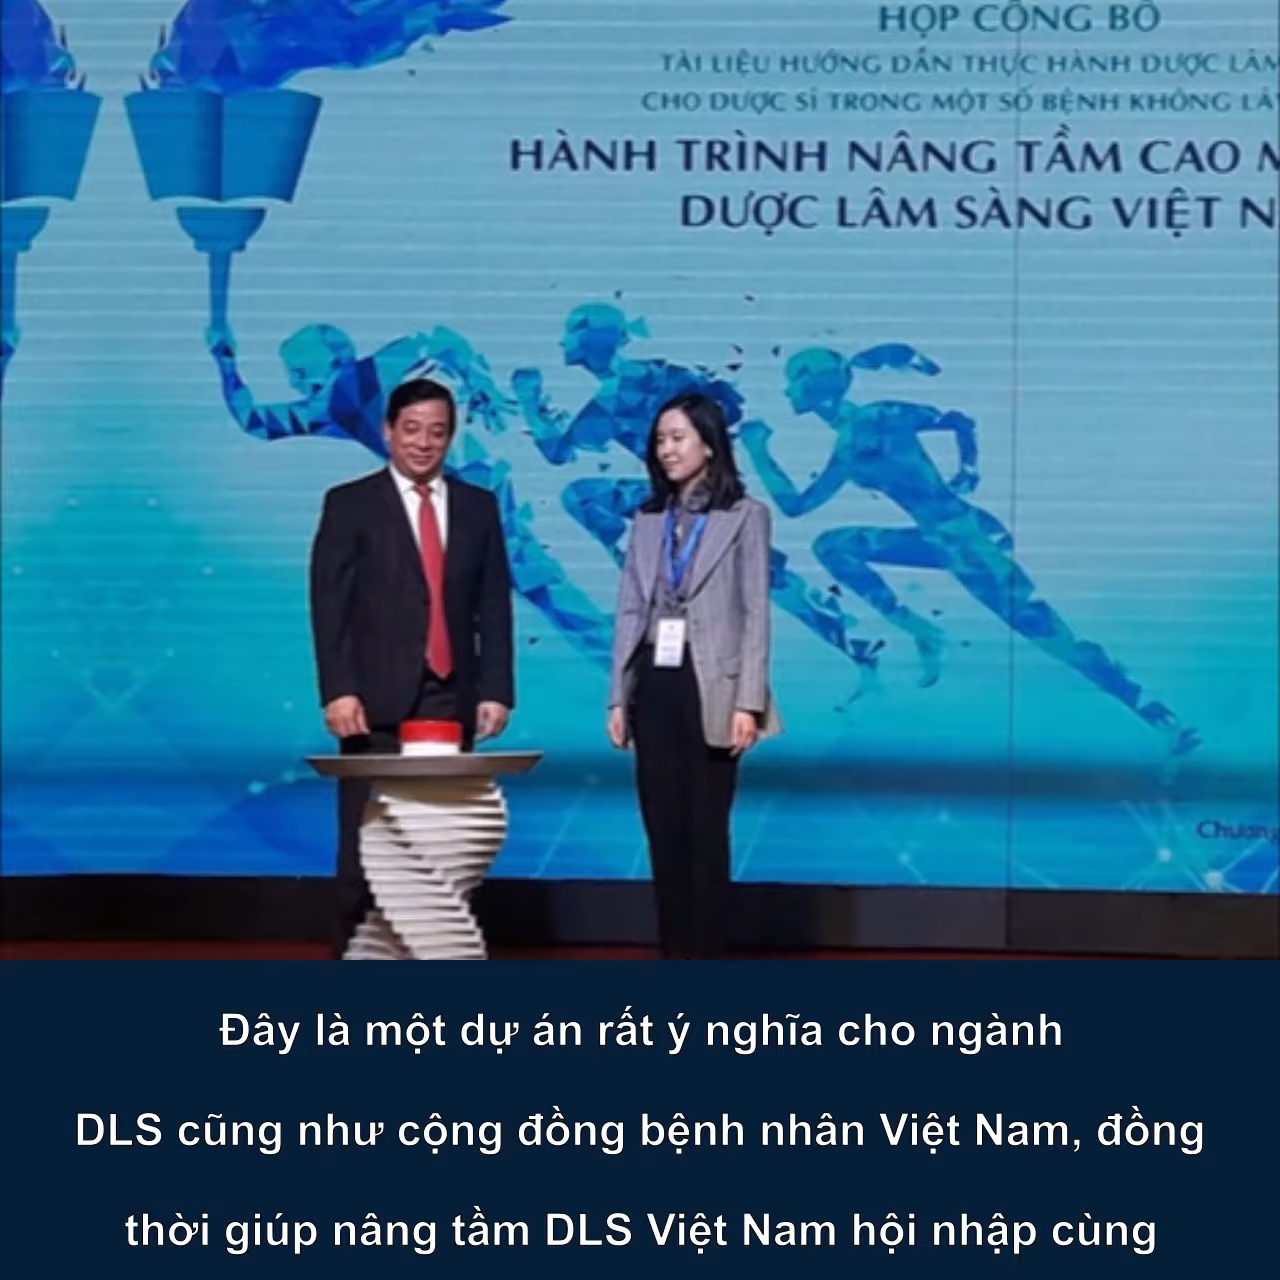 HỌP CÔNG BỐ
TÀI LIỆU HƯỚNG DẪN THỰC HÀNH DƯỢC LÂM
CHO DƯỢC SĨ TRONG MỘT SỐ BỆNH KHÔNG LÂ
HÀNH TRÌNH NÂNG TẦM CAO M
DƯỢC LÂM SÀNG VIỆT N
Chương
Đây là một dự án rất ý nghĩa cho ngành
DLS cũng như cộng đồng bệnh nhân Việt Nam, đồng
thời giúp nâng tầm DLS Việt Nam hội nhập cùng